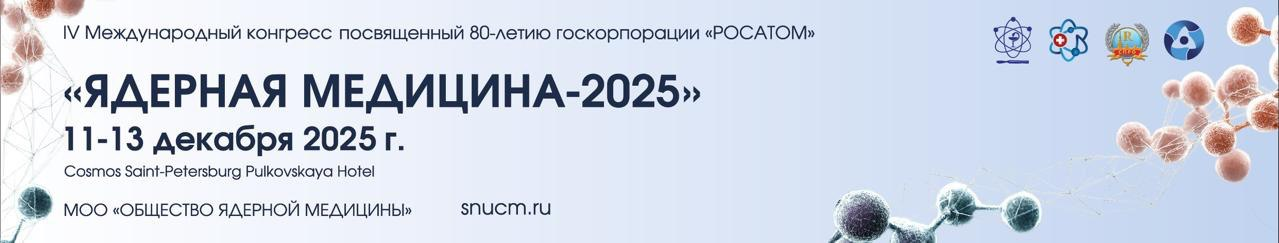 IV Международный конгресс посвященный 80-летию госкорпорации «РОСАТОМ»
«ЯДЕРНАЯ МЕДИЦИНА-2025»
11-13 декабря 2025 г.
Cosmos Saint-Petersburg Pulkovskaya Hotel
МОО «ОБЩЕСТВО ЯДЕРНОЙ МЕДИЦИНЫ» snucm.ru